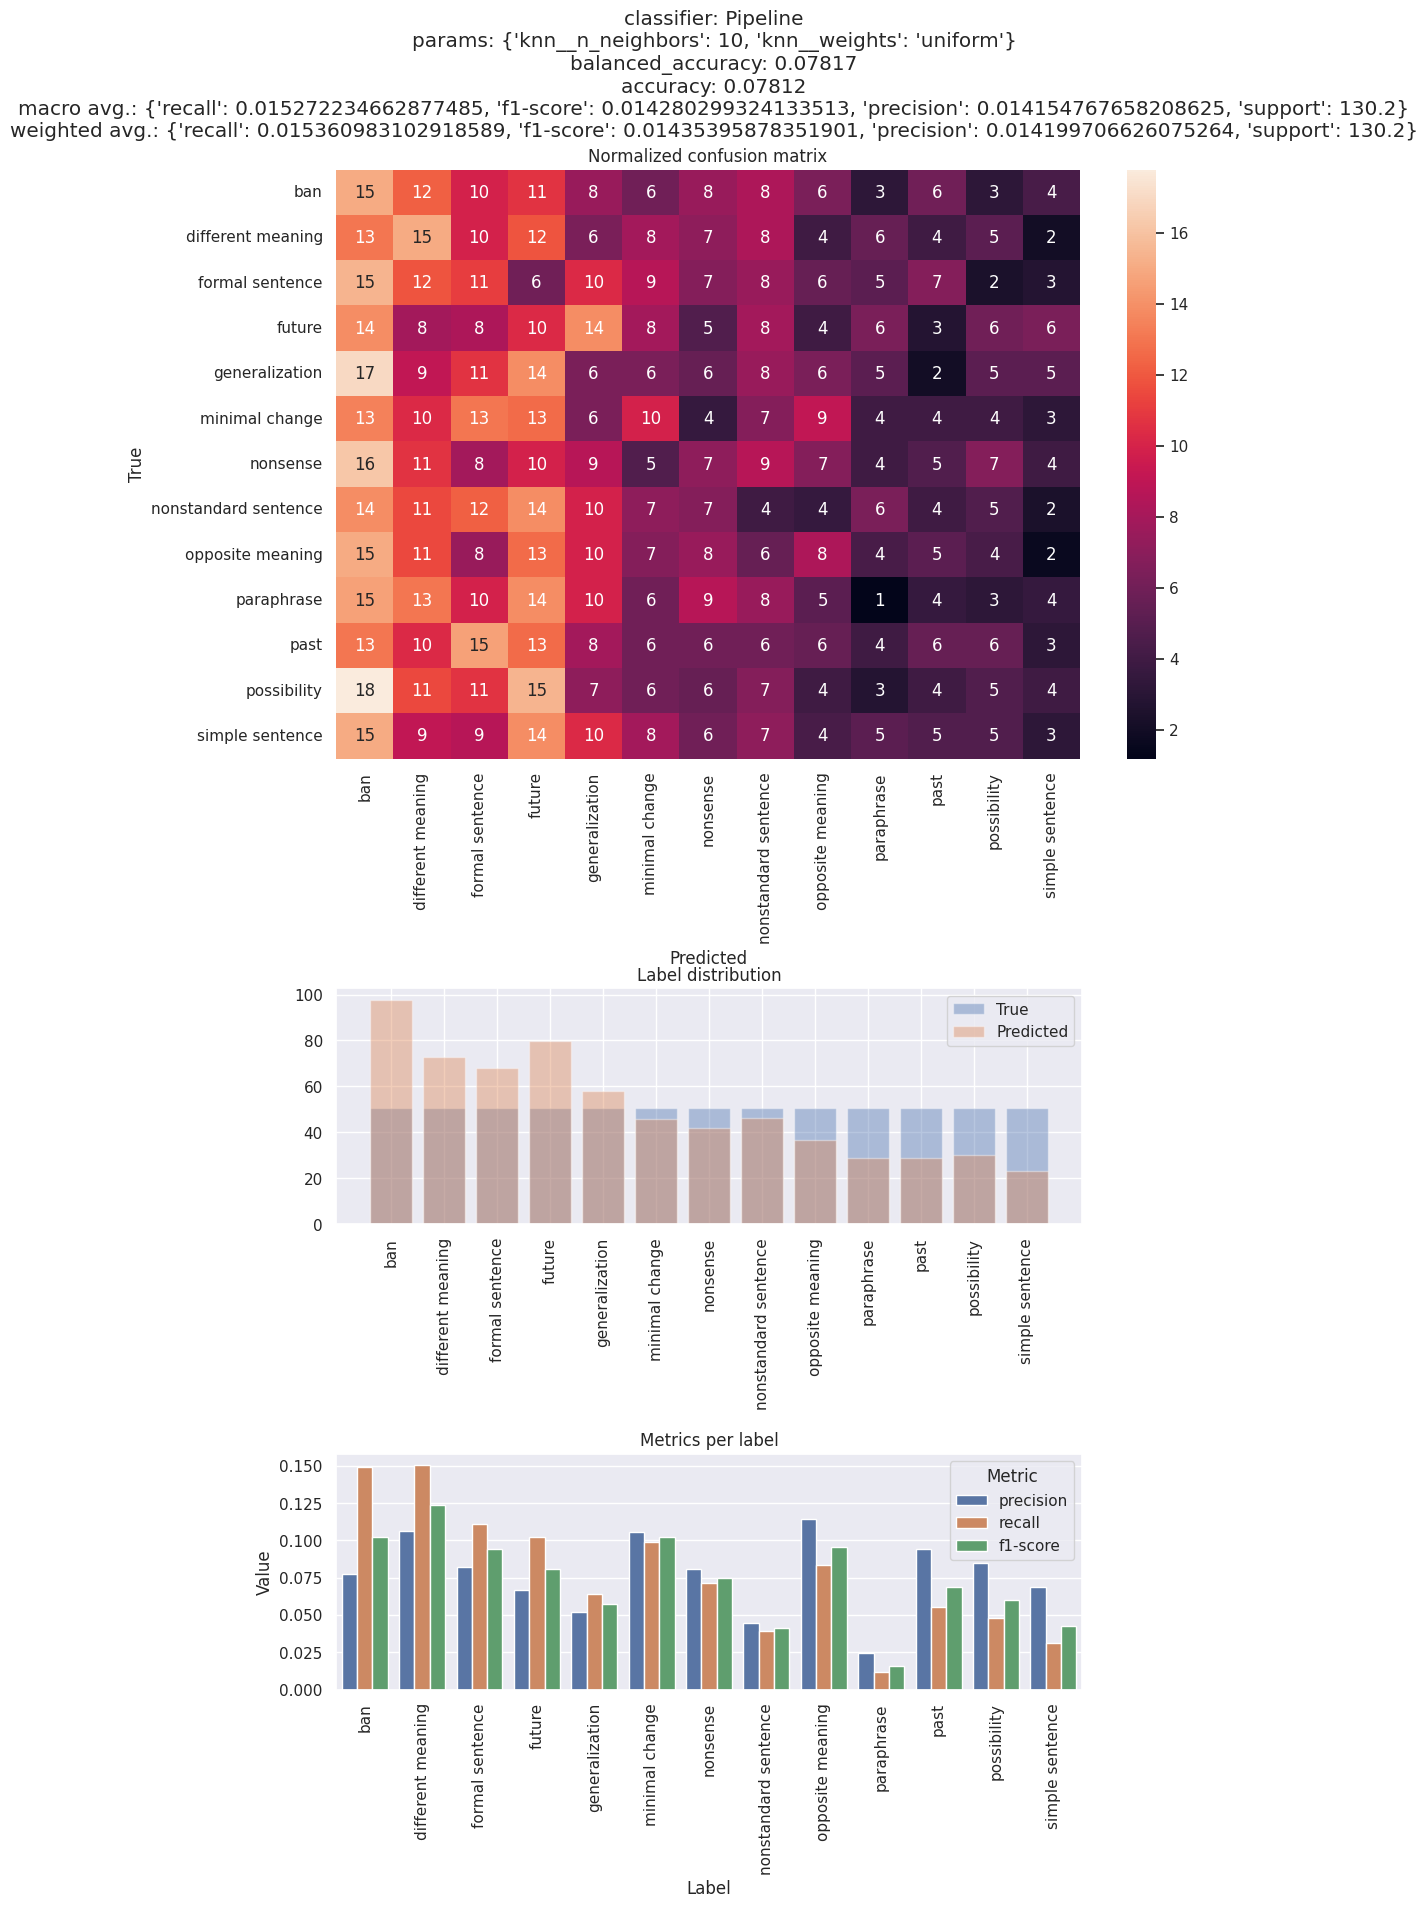 classifier: Pipeline
params: {'knn__n_neighbors': 10, 'knn__weights': 'uniform'}
balanced_accuracy: 0.07817
accuracy: 0.07812
macro avg.: {'recall': 0.015272234662877485, 'f1-score': 0.014280299324133513, 'precision': 0.014154767658208625, 'support': 130.2}
weighted avg.: {'recall': 0.015360983102918589, 'f1-score': 0.01435395878351901, 'precision': 0.014199706626075264, 'support': 130.2}
Normalized confusion matrix
True
ban 15 12 10 11 8 6 8 8 6 3 6 3 4
different meaning 13 15 10 12 6 8 7 8 4 6 4 5 2
formal sentence 15 12 11 6 10 9 7 8 6 5 7 2 3
future 14 8 8 10 14 8 5 8 4 6 3 6 6
generalization 17 9 11 14 6 6 6 8 6 5 2 5 5
minimal change 13 10 13 13 6 10 4 7 9 4 4 4 3
nonsense 16 11 8 10 9 5 7 9 7 4 5 7 4
nonstandard sentence 14 11 12 14 10 7 7 4 4 6 4 5 2
opposite meaning 15 11 8 13 10 7 8 6 8 4 5 4 2
paraphrase 15 13 10 14 10 6 9 8 5 1 4 3 4
past 13 10 15 13 8 6 6 6 6 4 6 6 3
possibility 18 11 11 15 7 6 6 7 4 3 4 5 4
simple sentence 15 9 9 14 10 8 6 7 4 5 5 5 3
16
14
12
10
8
6
4
2
ban
different meaning
formal sentence
future
generalization
minimal change
nonsense
nonstandard sentence
opposite meaning
paraphrase
past
possibility
simple sentence
Predicted
Label distribution
100
80
60
40
20
0
True
Predicted
ban
different meaning
formal sentence
future
generalization
minimal change
nonsense
nonstandard sentence
opposite meaning
paraphrase
past
possibility
simple sentence
Metrics per label
Value
0.150
0.125
0.100
0.075
0.050
0.025
0.000
Metric
precision
recall
f1-score
ban
different meaning
formal sentence
future
generalization
minimal change
nonsense
nonstandard sentence
opposite meaning
paraphrase
past
possibility
simple sentence
Label